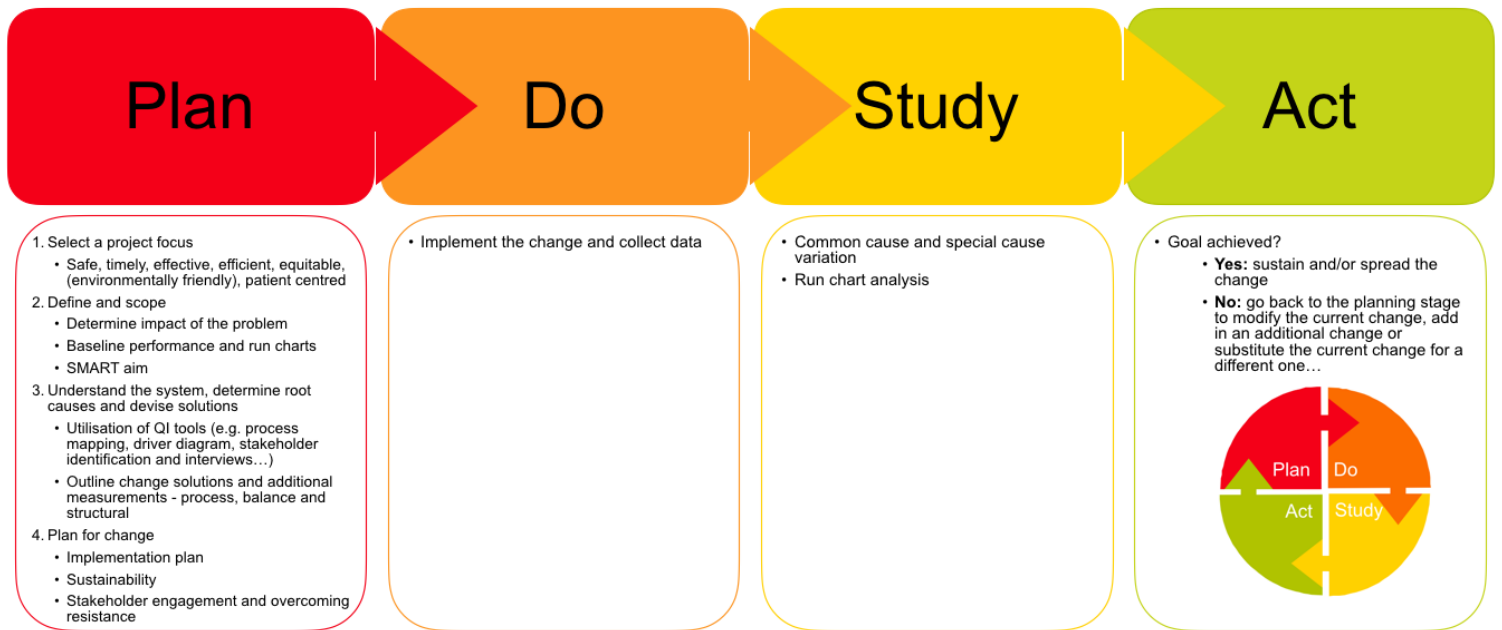 Plan
Do
Study
Act
1. Select a project focus
• Safe, timely, effective, efficient, equitable,
(environmentally friendly), patient centred
2. Define and scope
• Determine impact of the problem
• Baseline performance and run charts
• SMART aim
3. Understand the system, determine root
causes and devise solutions
• Utilisation of QI tools (e.g. process
mapping, driver diagram, stakeholder
identification and interviews…)
• Outline change solutions and additional
measurements - process, balance and
structural
4. Plan for change
• Implementation plan
• Sustainability
• Stakeholder engagement and overcoming
resistance
• Implement the change and collect data
• Common cause and special cause
variation
• Run chart analysis
• Goal achieved?
• Yes: sustain and/or spread the
change
• No: go back to the planning stage
to modify the current change, add
in an additional change or
substitute the current change for a
different one…
Plan
Do
Act
Study